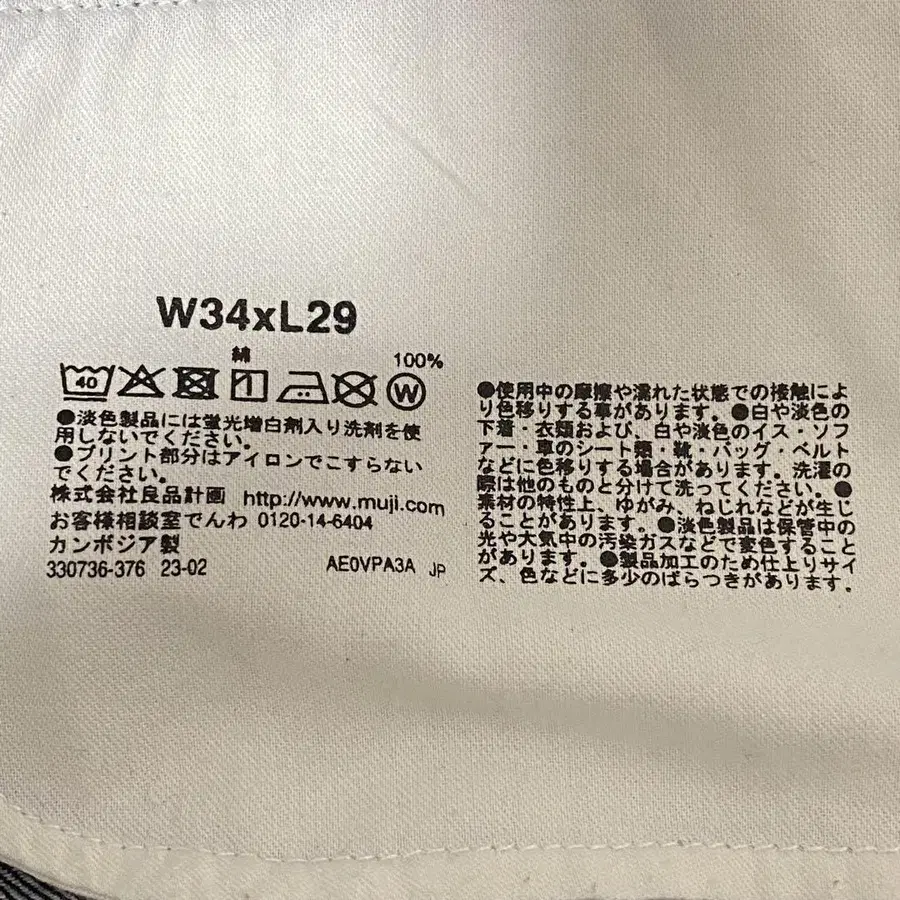 W34xL29
綿 100%
40 W
●淡色製品には蛍光増白剤入り洗剤を使
用しないでください。
●プリント部分はアイロンでこすらない
でください。
株式会社良品計画 http://www.muji.com
お客様相談室でんわ 0120-14-6404
カンボジア製
330736-376 23-02 AE0VPA3A JP
●使用中の摩擦や濡れた状態での接触によ
り色移りする事があります。●白や淡色の
下着・衣類および、白や淡色のイス・ソフ
ァー・車のシート類・靴・バッグ・ベルト
などに色移りする場合があります。洗濯の
際は他のものと分けて洗ってください。●
素材の特性上、ゆがみ、ねじれなどが生じ
ることがあります。●淡色製品は保管中の
光や大気中の汚染ガスなどで変色すること
があります。●製品加工のため仕上りサイ
ズ、色などに多少のばらつきがあります。